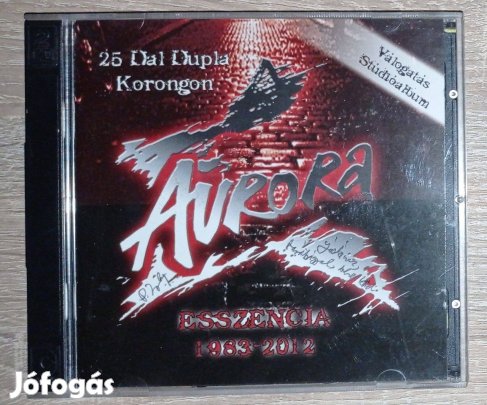 25 Dal Dupla
Korongon
Válogatás
Stúdióalbum
AURORA
ESSZENCIA
1983-2012
Jófogás